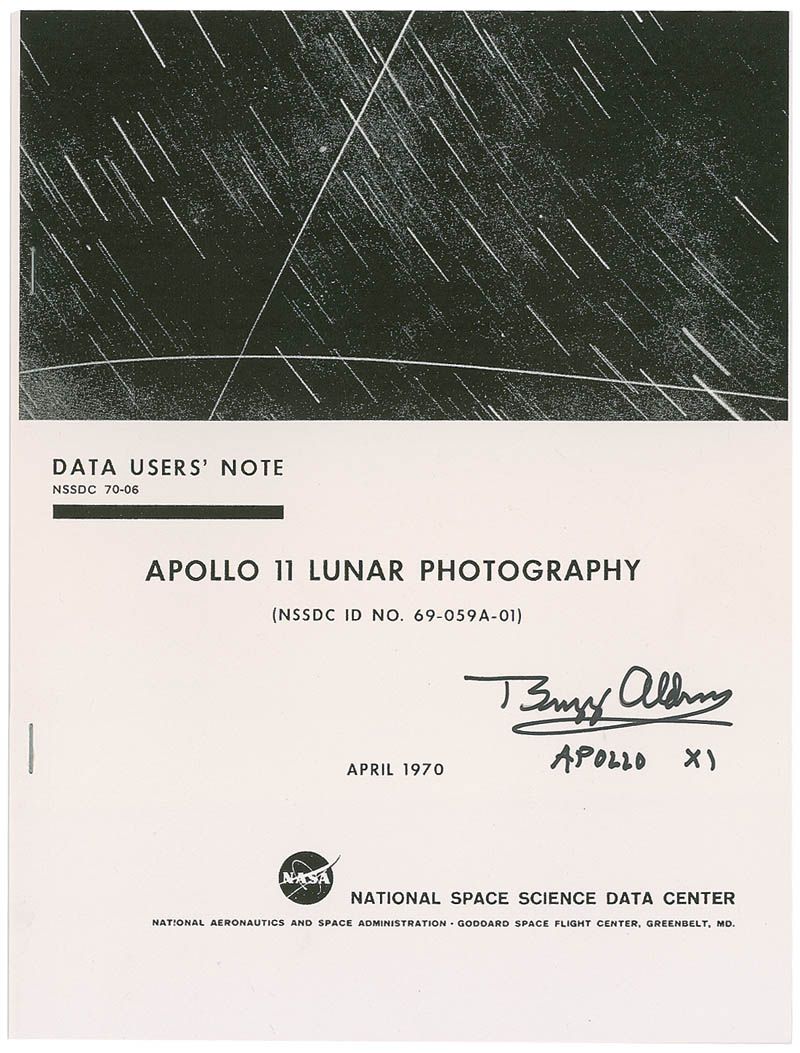 DATA USERS' NOTE
NSSDC 70-06
APOLLO 11 LUNAR PHOTOGRAPHY
(NSSDC ID NO. 69-059A-01)
Buzz Aldrin
APOLLO XI
APRIL 1970
NASA
NATIONAL SPACE SCIENCE DATA CENTER
NATIONAL AERONAUTICS AND SPACE ADMINISTRATION · GODDARD SPACE FLIGHT CENTER, GREENBELT, MD.